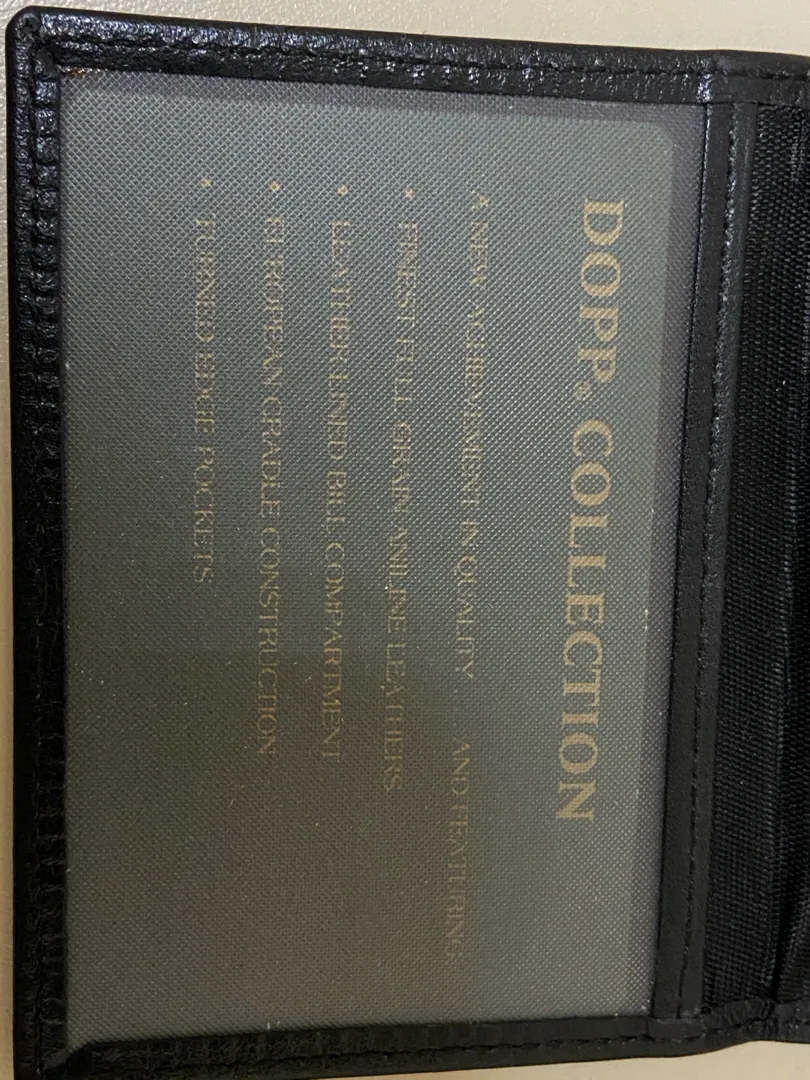 DOPP® COLLECTION
A NEW ACHIEVEMENT IN QUALITY . . . AND FEATURING:
• FINEST FULL GRAIN ANILINE LEATHERS
• LEATHER LINED BILL COMPARTMENT
• EUROPEAN CRADLE CONSTRUCTION
• TURNED EDGE POCKETS